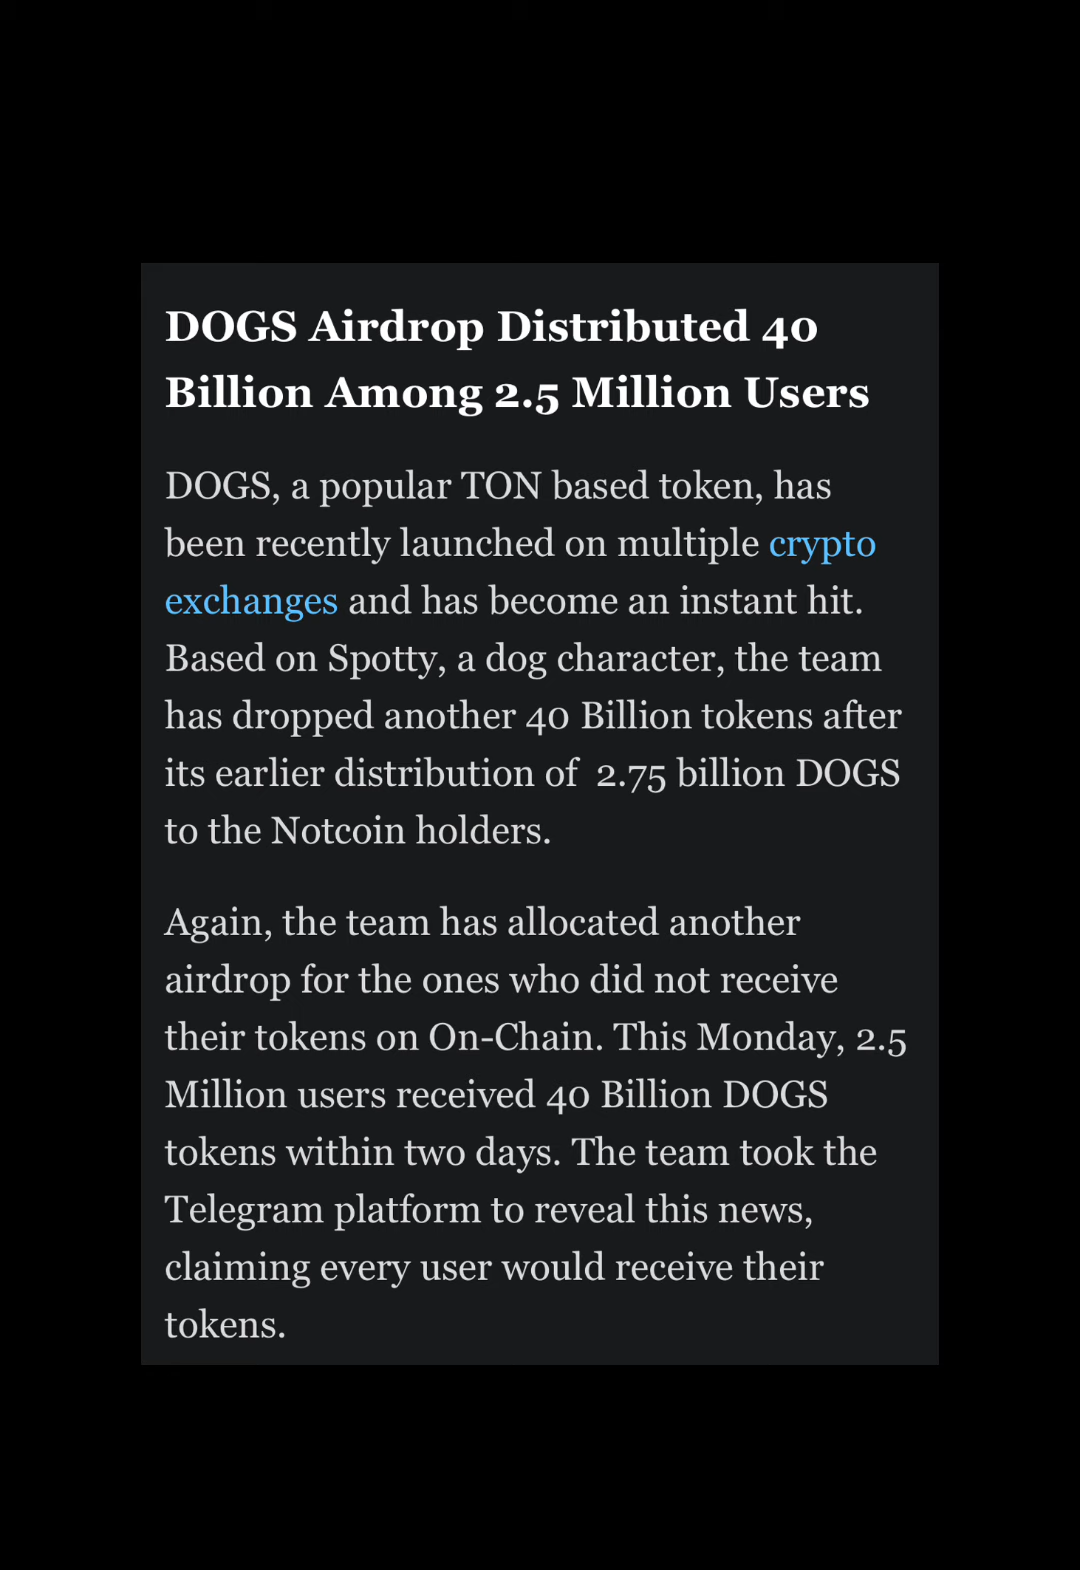 DOGS Airdrop Distributed 40
Billion Among 2.5 Million Users
DOGS, a popular TON based token, has
been recently launched on multiple crypto
exchanges and has become an instant hit.
Based on Spotty, a dog character, the team
has dropped another 40 Billion tokens after
its earlier distribution of  2.75 billion DOGS
to the Notcoin holders.
Again, the team has allocated another
airdrop for the ones who did not receive
their tokens on On-Chain. This Monday, 2.5
Million users received 40 Billion DOGS
tokens within two days. The team took the
Telegram platform to reveal this news,
claiming every user would receive their
tokens.